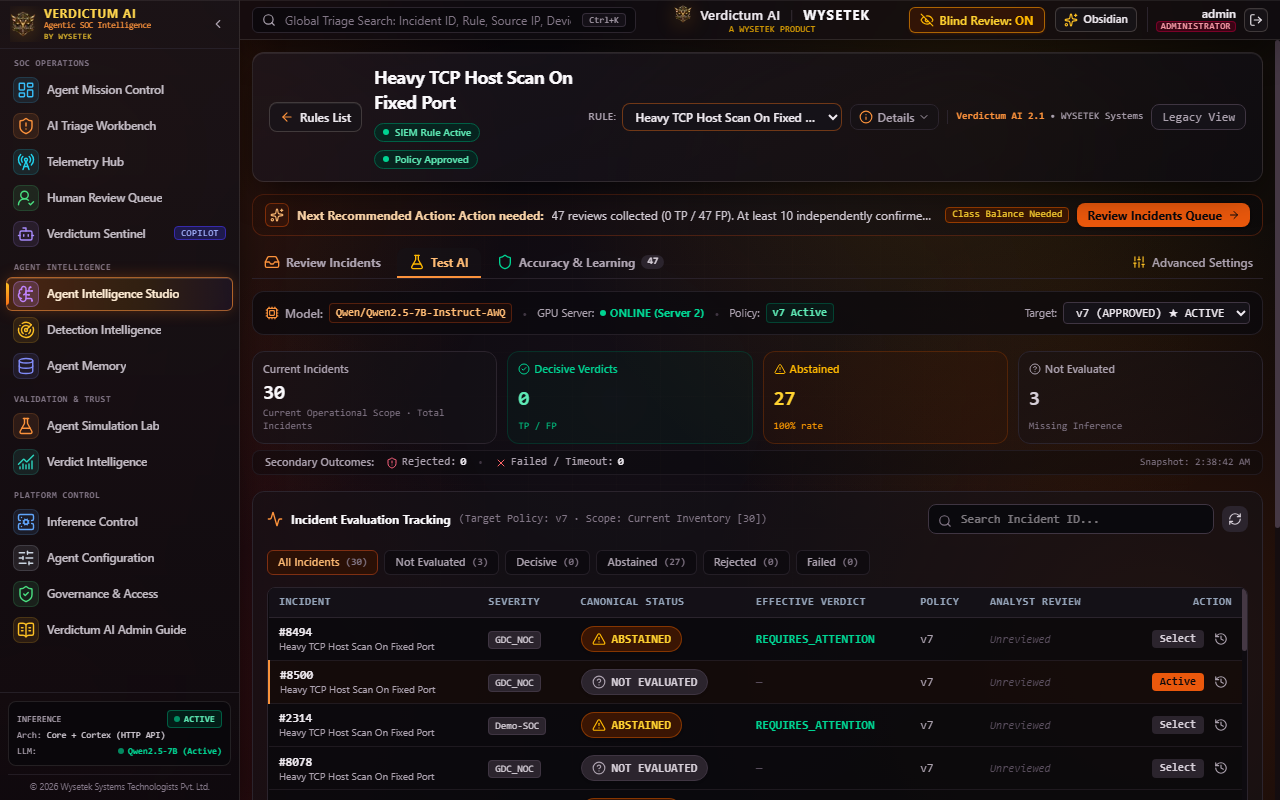 VERDICTUM AI
Agentic SOC Intelligence
BY WYSETEK
SOC OPERATIONS
Agent Mission Control
AI Triage Workbench
Telemetry Hub
Human Review Queue
Verdictum Sentinel
COPILOT
AGENT INTELLIGENCE
Agent Intelligence Studio
Detection Intelligence
Agent Memory
VALIDATION & TRUST
Agent Simulation Lab
Verdict Intelligence
PLATFORM CONTROL
Inference Control
Agent Configuration
Governance & Access
Verdictum AI Admin Guide
INFERENCE
ACTIVE
Arch: Core + Cortex (HTTP API)
LLM: Qwen2.5-7B (Active)
© 2026 Wysetek Systems Technologists Pvt. Ltd.
Global Triage Search: Incident ID, Rule, Source IP, Devi
Ctrl+K
Verdictum AI | WYSETEK
A WYSETEK PRODUCT
Blind Review: ON
Obsidian
admin
ADMINISTRATOR
Rules List
Heavy TCP Host Scan On
Fixed Port
SIEM Rule Active
Policy Approved
RULE:
Heavy TCP Host Scan On Fixed ...
Details
Verdictum AI 2.1 • WYSETEK Systems
Legacy View
Next Recommended Action: Action needed: 47 reviews collected (0 TP / 47 FP). At least 10 independently confirme...
Class Balance Needed
Review Incidents Queue →
Review Incidents
Test AI
Accuracy & Learning 47
Advanced Settings
Model: Qwen/Qwen2.5-7B-Instruct-AWQ • GPU Server: ONLINE (Server 2) • Policy: v7 Active
Target: v7 (APPROVED) ★ ACTIVE
Current Incidents
30
Current Operational Scope · Total
Incidents
Decisive Verdicts
0
TP / FP
Abstained
27
100% rate
Not Evaluated
3
Missing Inference
Secondary Outcomes: Rejected: 0 • Failed / Timeout: 0
Snapshot: 2:38:42 AM
Incident Evaluation Tracking (Target Policy: v7 · Scope: Current Inventory [30])
Search Incident ID...
All Incidents (30)
Not Evaluated (3)
Decisive (0)
Abstained (27)
Rejected (0)
Failed (0)
INCIDENT SEVERITY CANONICAL STATUS EFFECTIVE VERDICT POLICY ANALYST REVIEW ACTION
#8494
Heavy TCP Host Scan On Fixed Port
GDC_NOC ABSTAINED REQUIRES_ATTENTION v7 Unreviewed Select
#8500
Heavy TCP Host Scan On Fixed Port
GDC_NOC NOT EVALUATED — v7 Unreviewed Active
#2314
Heavy TCP Host Scan On Fixed Port
Demo-SOC ABSTAINED REQUIRES_ATTENTION v7 Unreviewed Select
#8078
Heavy TCP Host Scan On Fixed Port
GDC_NOC NOT EVALUATED — v7 Unreviewed Select